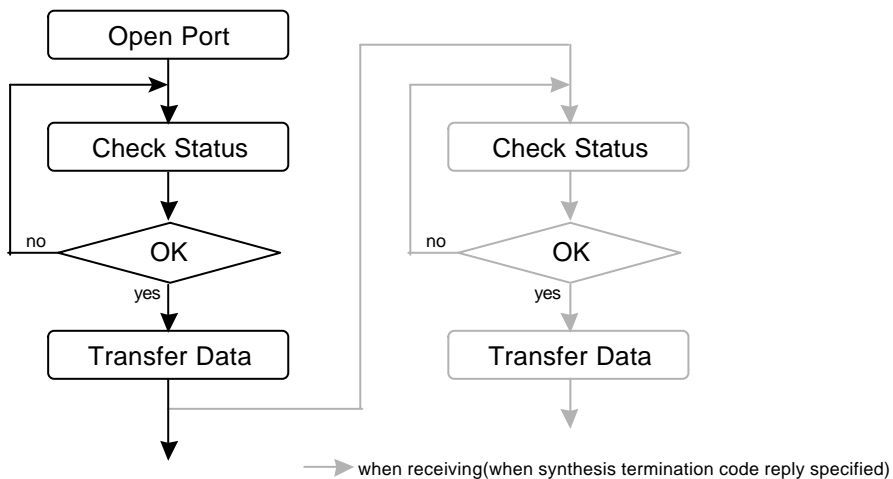 Open Port
Check Status
OK
no
yes
Transfer Data
Check Status
OK
no
yes
Transfer Data
when receiving(when synthesis termination code reply specified)